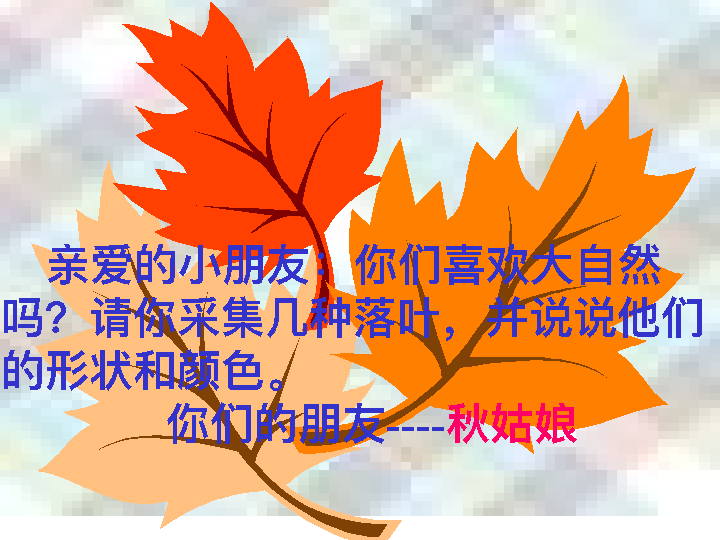 亲爱的小朋友：你们喜欢大自然
吗？请你采集几种落叶，并说说他们
的形状和颜色。
你们的朋友----秋姑娘